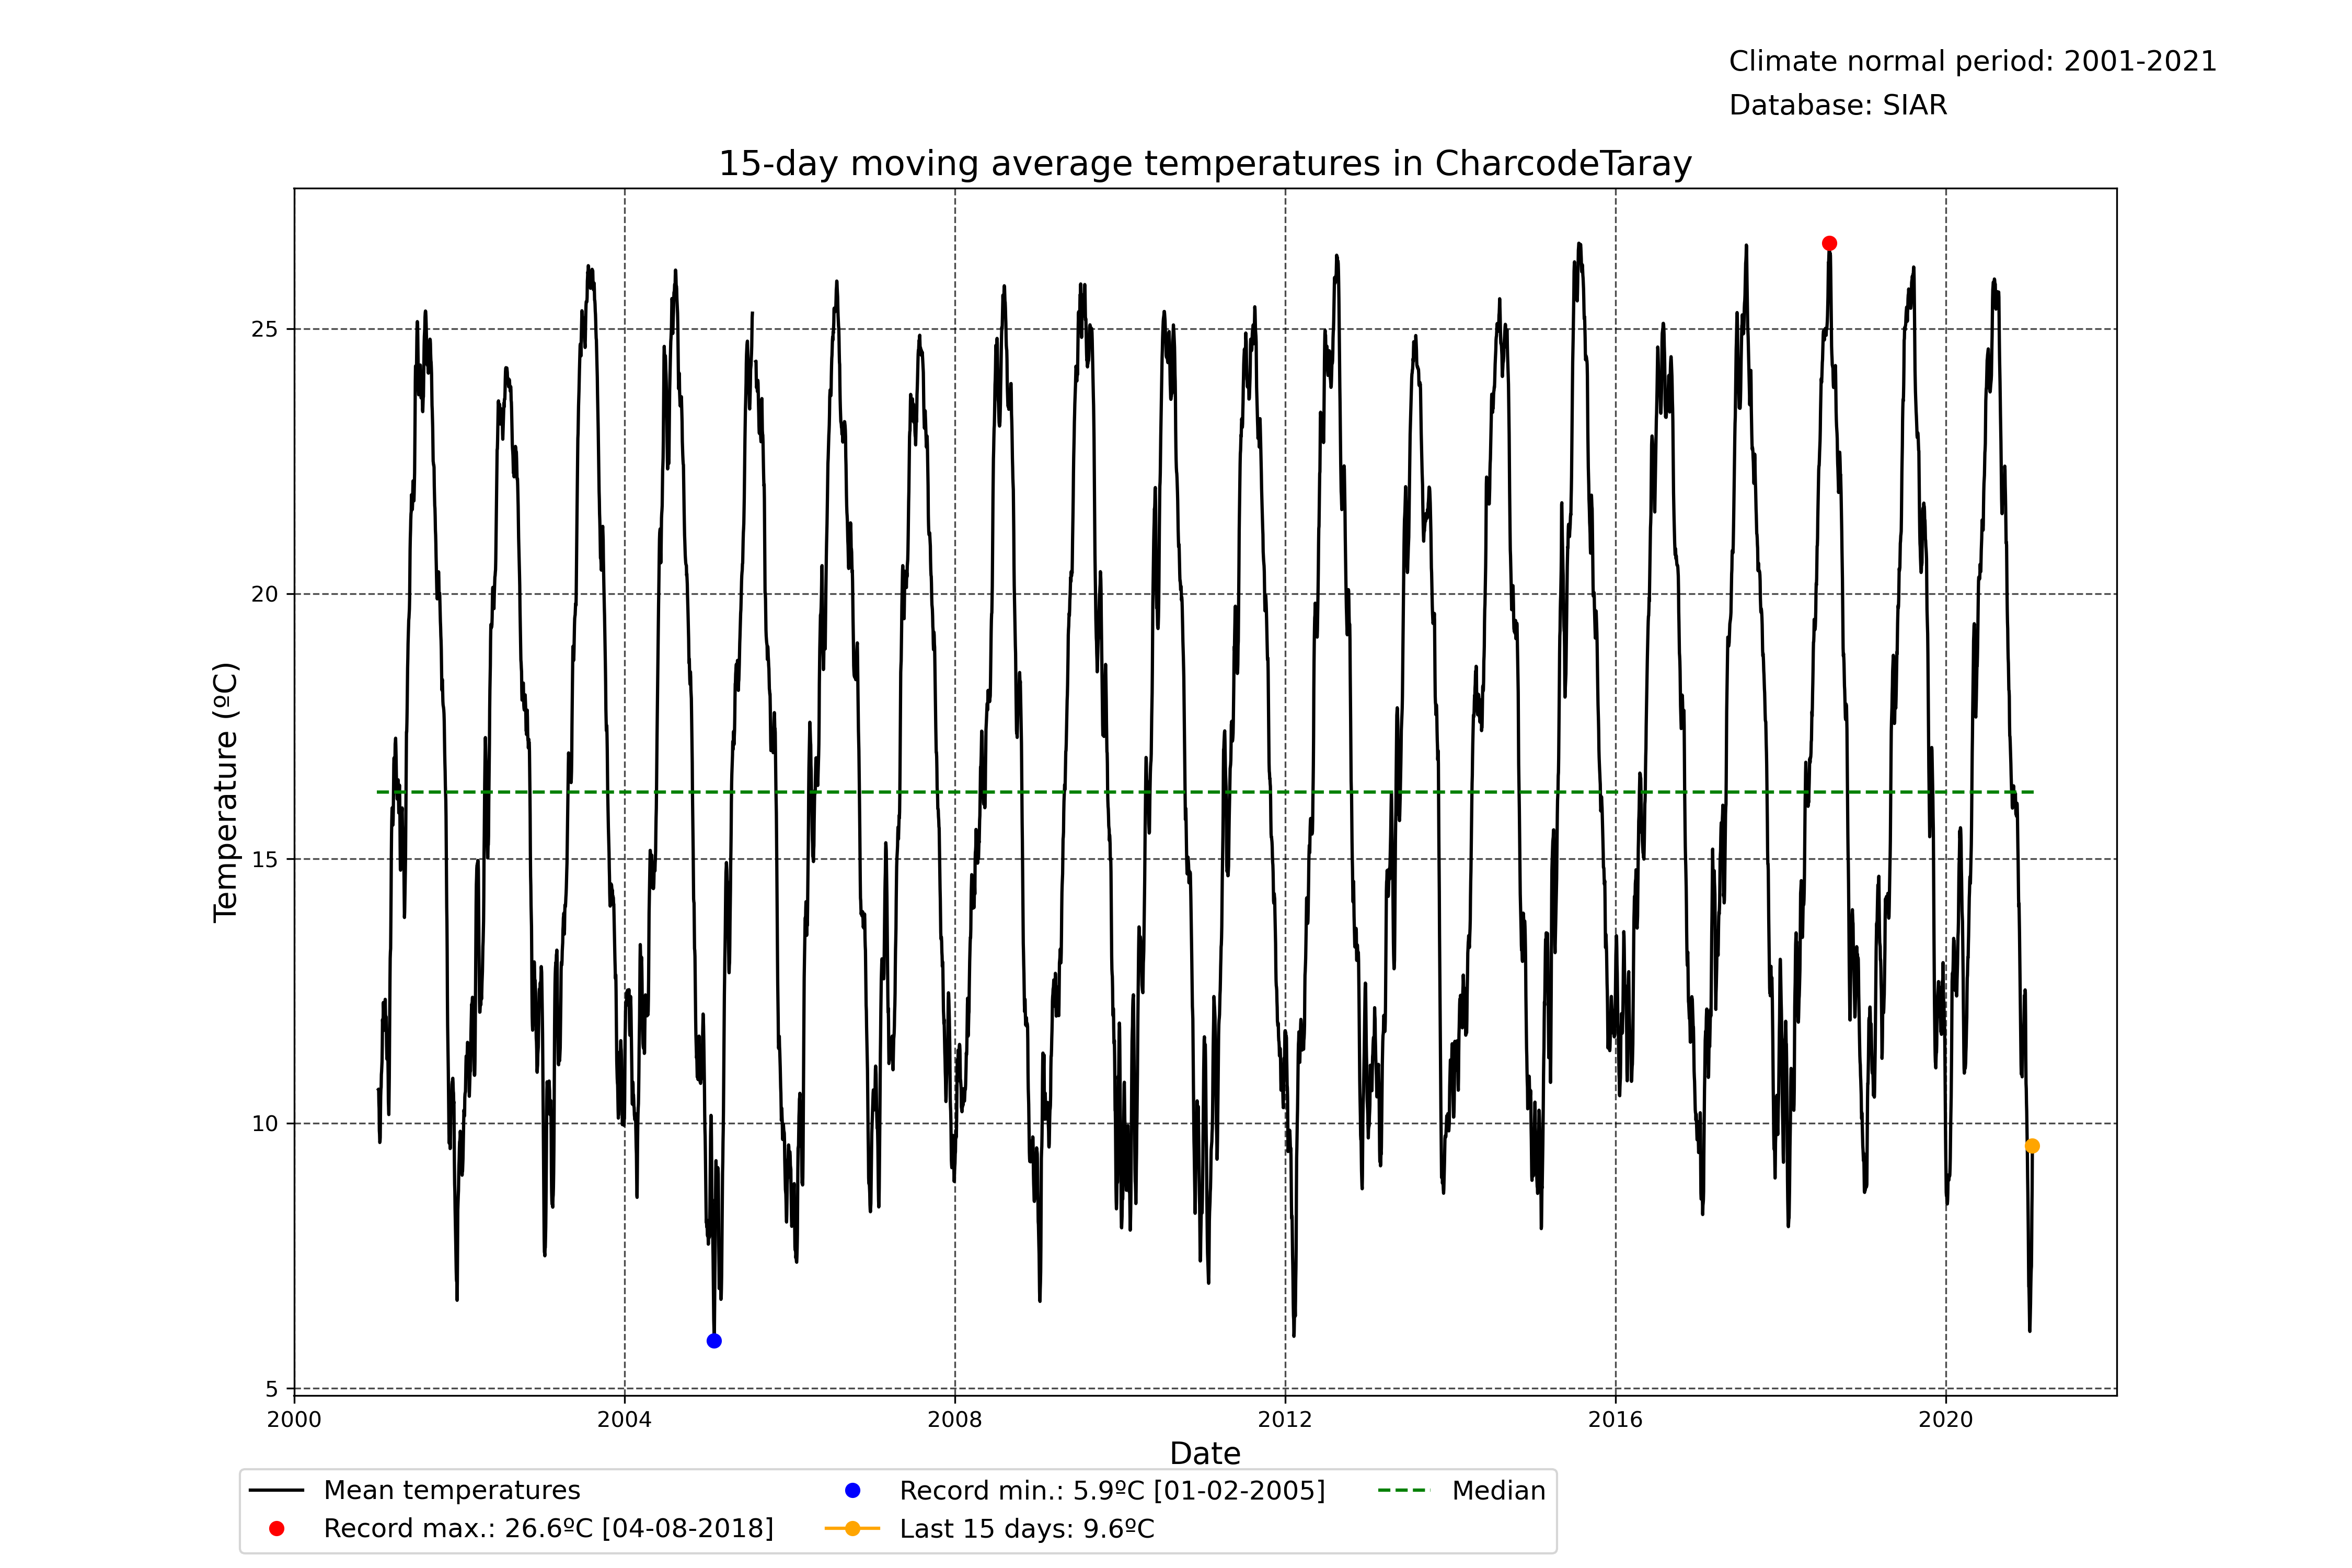 Climate normal period: 2001-2021
Database: SIAR
15-day moving average temperatures in CharcodeTaray
25
20
15
10
5
Temperature (ºC)
2000 2004 2008 2012 2016 2020
Date
Mean temperatures
Record max.: 26.6ºC [04-08-2018]
Record min.: 5.9ºC [01-02-2005]
Last 15 days: 9.6ºC
Median